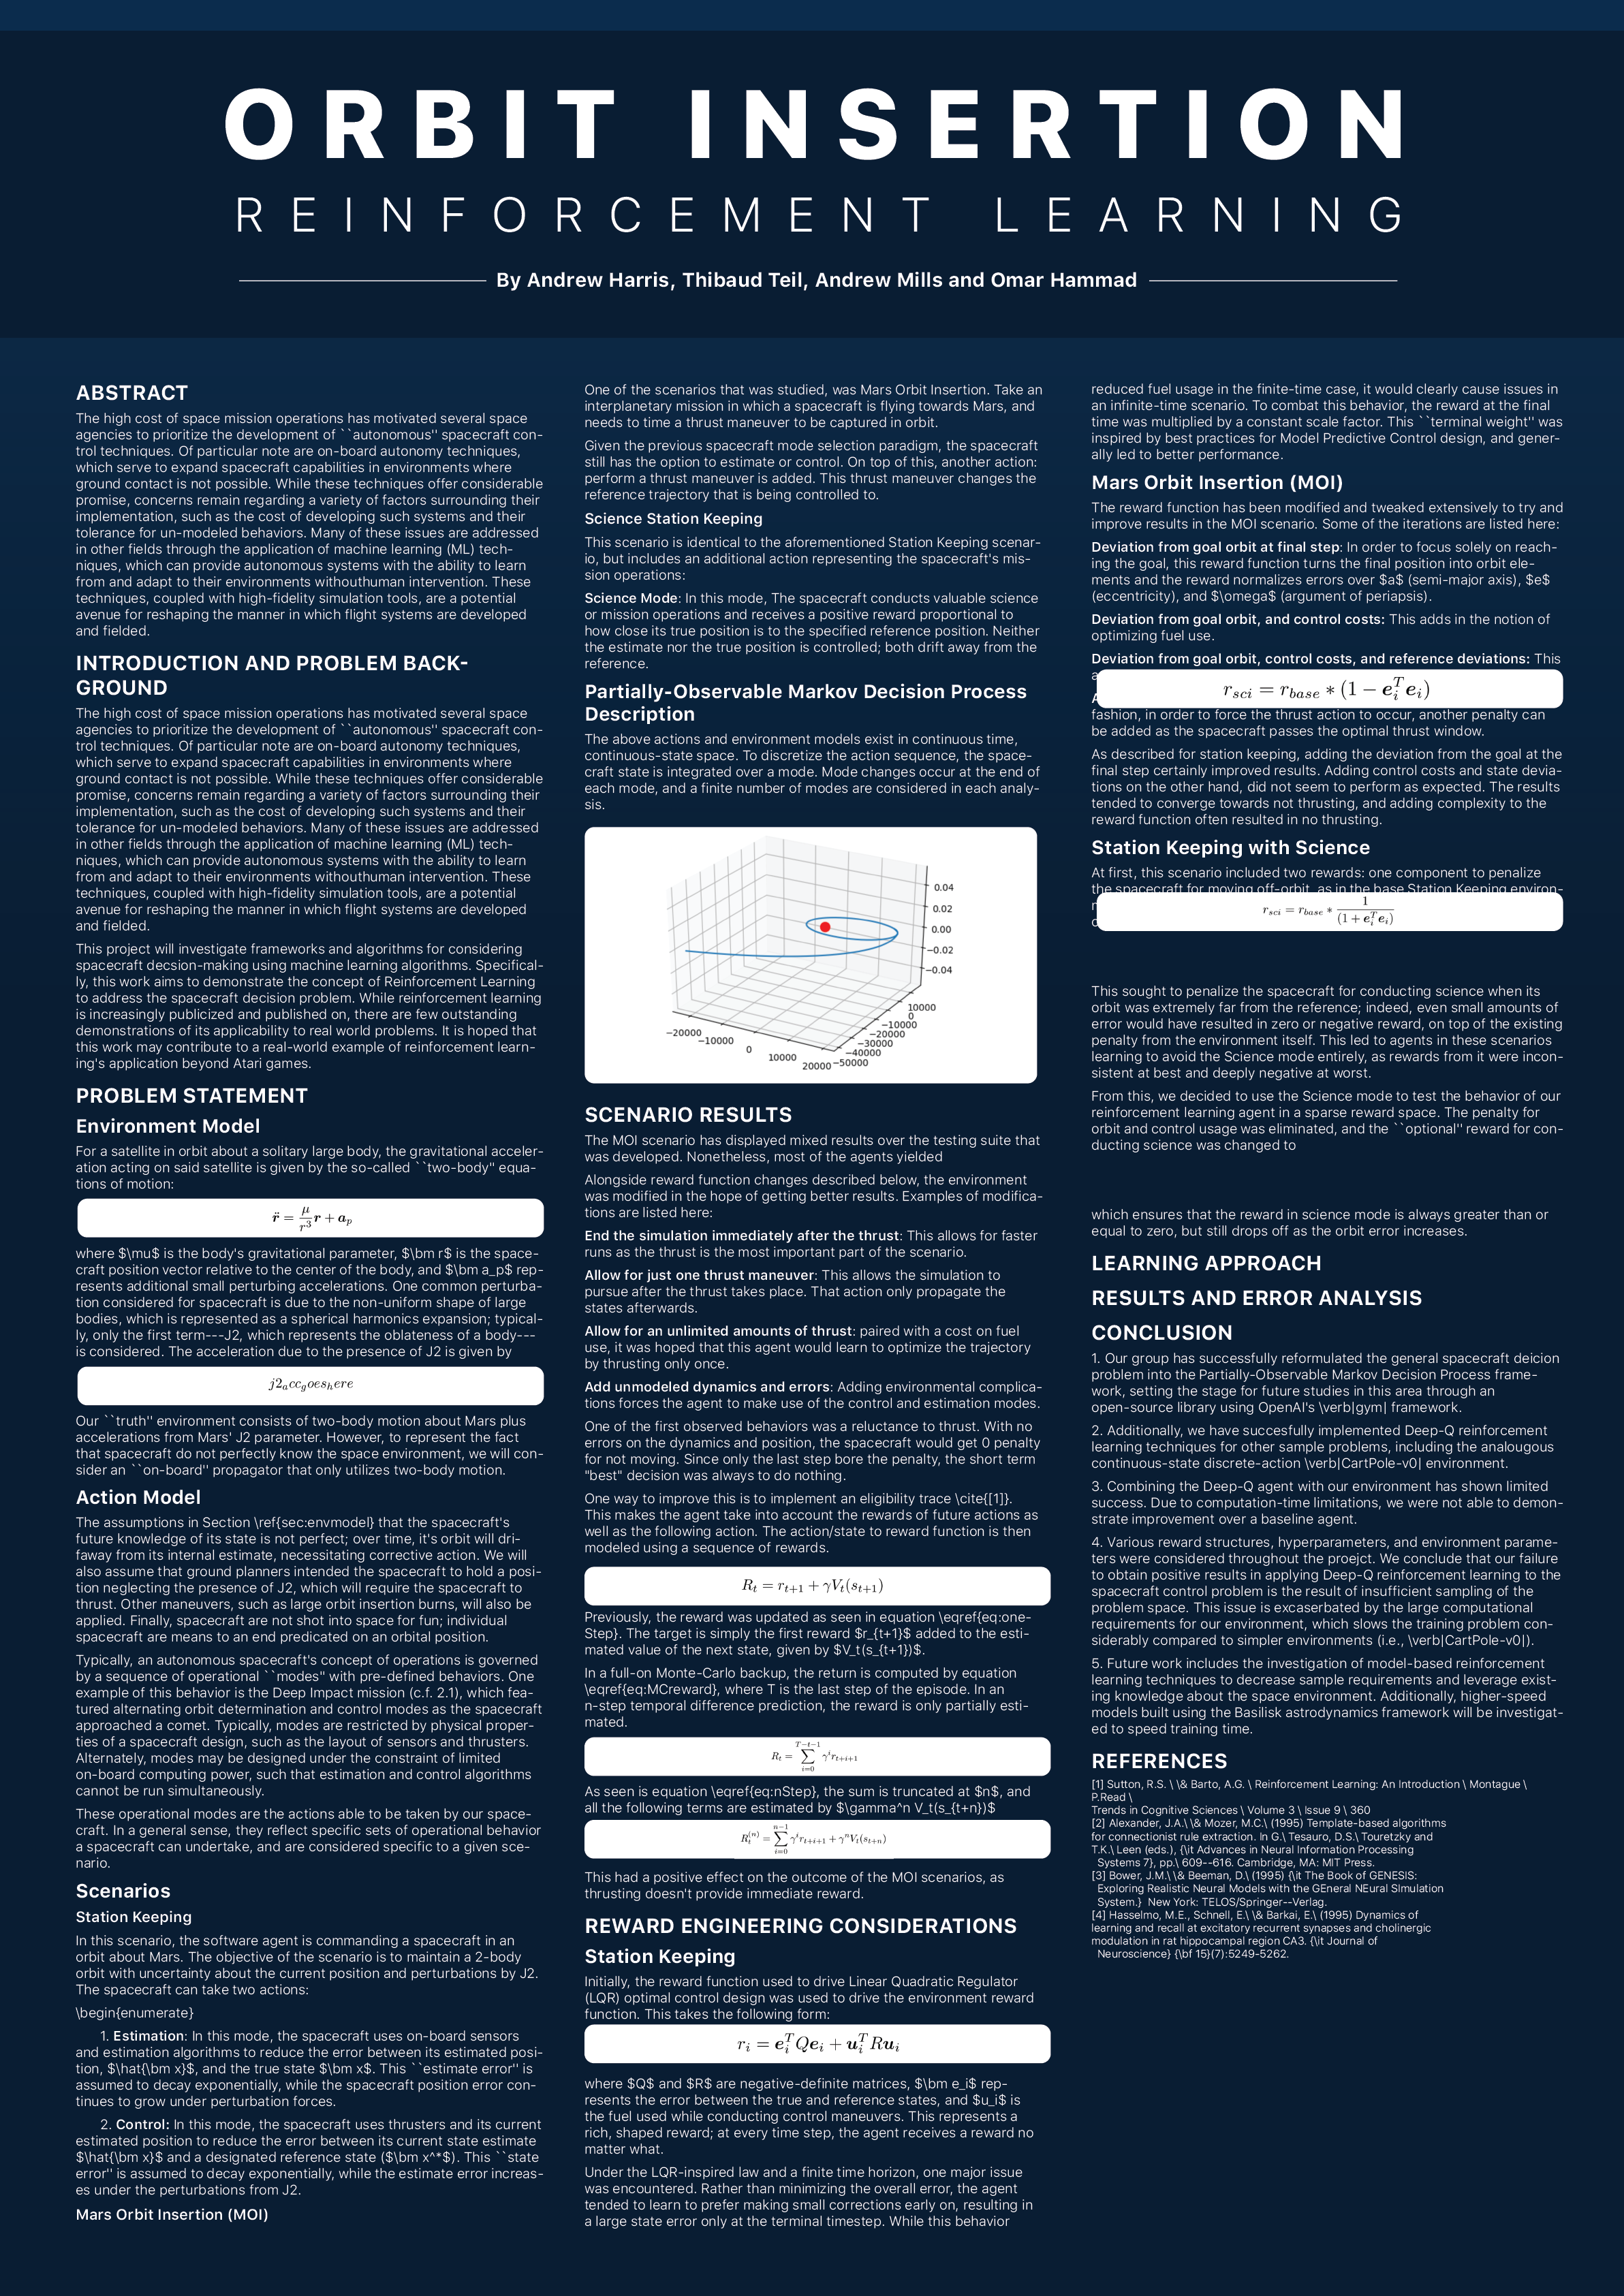 ORBIT INSERTION
REINFORCEMENT LEARNING
By Andrew Harris, Thibaud Teil, Andrew Mills and Omar Hammad
ABSTRACT
The high cost of space mission operations has motivated several space
agencies to prioritize the development of ``autonomous'' spacecraft con-
trol techniques. Of particular note are on-board autonomy techniques,
which serve to expand spacecraft capabilities in environments where
ground contact is not possible. While these techniques offer considerable
promise, concerns remain regarding a variety of factors surrounding their
implementation, such as the cost of developing such systems and their
tolerance for un-modeled behaviors. Many of these issues are addressed
in other fields through the application of machine learning (ML) tech-
niques, which can provide autonomous systems with the ability to learn
from and adapt to their environments withouthuman intervention. These
techniques, coupled with high-fidelity simulation tools, are a potential
avenue for reshaping the manner in which flight systems are developed
and fielded.
INTRODUCTION AND PROBLEM BACK-
GROUND
The high cost of space mission operations has motivated several space
agencies to prioritize the development of ``autonomous'' spacecraft con-
trol techniques. Of particular note are on-board autonomy techniques,
which serve to expand spacecraft capabilities in environments where
ground contact is not possible. While these techniques offer considerable
promise, concerns remain regarding a variety of factors surrounding their
implementation, such as the cost of developing such systems and their
tolerance for un-modeled behaviors. Many of these issues are addressed
in other fields through the application of machine learning (ML) tech-
niques, which can provide autonomous systems with the ability to learn
from and adapt to their environments withouthuman intervention. These
techniques, coupled with high-fidelity simulation tools, are a potential
avenue for reshaping the manner in which flight systems are developed
and fielded.
This project will investigate frameworks and algorithms for considering
spacecraft decsion-making using machine learning algorithms. Specifical-
ly, this work aims to demonstrate the concept of Reinforcement Learning
to address the spacecraft decision problem. While reinforcement learning
is increasingly publicized and published on, there are few outstanding
demonstrations of its applicability to real world problems. It is hoped that
this work may contribute to a real-world example of reinforcement learn-
ing's application beyond Atari games.
PROBLEM STATEMENT
Environment Model
For a satellite in orbit about a solitary large body, the gravitational acceler-
ation acting on said satellite is given by the so-called ``two-body" equa-
tions of motion:
r̈ = μ/r³ r + a_p
where $\mu$ is the body's gravitational parameter, $\bm r$ is the space-
craft position vector relative to the center of the body, and $\bm a_p$ rep-
resents additional small perturbing accelerations. One common perturba-
tion considered for spacecraft is due to the non-uniform shape of large
bodies, which is represented as a spherical harmonics expansion; typical-
ly, only the first term---J2, which represents the oblateness of a body---
is considered. The acceleration due to the presence of J2 is given by
j2_acc_goes_here
Our ``truth'' environment consists of two-body motion about Mars plus
accelerations from Mars' J2 parameter. However, to represent the fact
that spacecraft do not perfectly know the space environment, we will con-
sider an ``on-board'' propagator that only utilizes two-body motion.
Action Model
The assumptions in Section \ref{sec:envmodel} that the spacecraft's
future knowledge of its state is not perfect; over time, it's orbit will dri-
faway from its internal estimate, necessitating corrective action. We will
also assume that ground planners intended the spacecraft to hold a posi-
tion neglecting the presence of J2, which will require the spacecraft to
thrust. Other maneuvers, such as large orbit insertion burns, will also be
applied. Finally, spacecraft are not shot into space for fun; individual
spacecraft are means to an end predicated on an orbital position.
Typically, an autonomous spacecraft's concept of operations is governed
by a sequence of operational ``modes" with pre-defined behaviors. One
example of this behavior is the Deep Impact mission (c.f. 2.1), which fea-
tured alternating orbit determination and control modes as the spacecraft
approached a comet. Typically, modes are restricted by physical proper-
ties of a spacecraft design, such as the layout of sensors and thrusters.
Alternately, modes may be designed under the constraint of limited
on-board computing power, such that estimation and control algorithms
cannot be run simultaneously.
These operational modes are the actions able to be taken by our space-
craft. In a general sense, they reflect specific sets of operational behavior
a spacecraft can undertake, and are considered specific to a given sce-
nario.
Scenarios
Station Keeping
In this scenario, the software agent is commanding a spacecraft in an
orbit about Mars. The objective of the scenario is to maintain a 2-body
orbit with uncertainty about the current position and perturbations by J2.
The spacecraft can take two actions:
\begin{enumerate}
1. Estimation: In this mode, the spacecraft uses on-board sensors
and estimation algorithms to reduce the error between its estimated posi-
tion, $\hat{\bm x}$, and the true state $\bm x$. This ``estimate error'' is
assumed to decay exponentially, while the spacecraft position error con-
tinues to grow under perturbation forces.
2. Control: In this mode, the spacecraft uses thrusters and its current
estimated position to reduce the error between its current state estimate
$\hat{\bm x}$ and a designated reference state ($\bm x^*$). This ``state
error'' is assumed to decay exponentially, while the estimate error increas-
es under the perturbations from J2.
Mars Orbit Insertion (MOI)
One of the scenarios that was studied, was Mars Orbit Insertion. Take an
interplanetary mission in which a spacecraft is flying towards Mars, and
needs to time a thrust maneuver to be captured in orbit.
Given the previous spacecraft mode selection paradigm, the spacecraft
still has the option to estimate or control. On top of this, another action:
perform a thrust maneuver is added. This thrust maneuver changes the
reference trajectory that is being controlled to.
Science Station Keeping
This scenario is identical to the aforementioned Station Keeping scenar-
io, but includes an additional action representing the spacecraft's mis-
sion operations:
Science Mode: In this mode, The spacecraft conducts valuable science
or mission operations and receives a positive reward proportional to
how close its true position is to the specified reference position. Neither
the estimate nor the true position is controlled; both drift away from the
reference.
Partially-Observable Markov Decision Process
Description
The above actions and environment models exist in continuous time,
continuous-state space. To discretize the action sequence, the space-
craft state is integrated over a mode. Mode changes occur at the end of
each mode, and a finite number of modes are considered in each analy-
sis.
0.04
0.02
0.00
−0.02
−0.04
10000
0
−10000
−20000
−30000
−40000
−50000
−20000
−10000
0
10000
20000
SCENARIO RESULTS
The MOI scenario has displayed mixed results over the testing suite that
was developed. Nonetheless, most of the agents yielded
Alongside reward function changes described below, the environment
was modified in the hope of getting better results. Examples of modifica-
tions are listed here:
End the simulation immediately after the thrust: This allows for faster
runs as the thrust is the most important part of the scenario.
Allow for just one thrust maneuver: This allows the simulation to
pursue after the thrust takes place. That action only propagate the
states afterwards.
Allow for an unlimited amounts of thrust: paired with a cost on fuel
use, it was hoped that this agent would learn to optimize the trajectory
by thrusting only once.
Add unmodeled dynamics and errors: Adding environmental complica-
tions forces the agent to make use of the control and estimation modes.
One of the first observed behaviors was a reluctance to thrust. With no
errors on the dynamics and position, the spacecraft would get 0 penalty
for not moving. Since only the last step bore the penalty, the short term
"best" decision was always to do nothing.
One way to improve this is to implement an eligibility trace \cite{[1]}.
This makes the agent take into account the rewards of future actions as
well as the following action. The action/state to reward function is then
modeled using a sequence of rewards.
R_t = r_{t+1} + γV_t(s_{t+1})
Previously, the reward was updated as seen in equation \eqref{eq:one-
Step}. The target is simply the first reward $r_{t+1}$ added to the esti-
mated value of the next state, given by $V_t(s_{t+1})$.
In a full-on Monte-Carlo backup, the return is computed by equation
\eqref{eq:MCreward}, where T is the last step of the episode. In an
n-step temporal difference prediction, the reward is only partially esti-
mated.
R_t = ∑_{i=0}^{T−t−1} γ^i r_{t+i+1}
As seen is equation \eqref{eq:nStep}, the sum is truncated at $n$, and
all the following terms are estimated by $\gamma^n V_t(s_{t+n})$
R_t^{(n)} = ∑_{i=0}^{n−1} γ^i r_{t+i+1} + γ^n V_t(s_{t+n})
This had a positive effect on the outcome of the MOI scenarios, as
thrusting doesn't provide immediate reward.
REWARD ENGINEERING CONSIDERATIONS
Station Keeping
Initially, the reward function used to drive Linear Quadratic Regulator
(LQR) optimal control design was used to drive the environment reward
function. This takes the following form:
r_i = e_i^T Q e_i + u_i^T R u_i
where $Q$ and $R$ are negative-definite matrices, $\bm e_i$ rep-
resents the error between the true and reference states, and $u_i$ is
the fuel used while conducting control maneuvers. This represents a
rich, shaped reward; at every time step, the agent receives a reward no
matter what.
Under the LQR-inspired law and a finite time horizon, one major issue
was encountered. Rather than minimizing the overall error, the agent
tended to learn to prefer making small corrections early on, resulting in
a large state error only at the terminal timestep. While this behavior
reduced fuel usage in the finite-time case, it would clearly cause issues in
an infinite-time scenario. To combat this behavior, the reward at the final
time was multiplied by a constant scale factor. This ``terminal weight'' was
inspired by best practices for Model Predictive Control design, and gener-
ally led to better performance.
Mars Orbit Insertion (MOI)
The reward function has been modified and tweaked extensively to try and
improve results in the MOI scenario. Some of the iterations are listed here:
Deviation from goal orbit at final step: In order to focus solely on reach-
ing the goal, this reward function turns the final position into orbit ele-
ments and the reward normalizes errors over $a$ (semi-major axis), $e$
(eccentricity), and $\omega$ (argument of periapsis).
Deviation from goal orbit, and control costs: This adds in the notion of
optimizing fuel use.
Deviation from goal orbit, control costs, and reference deviations: This
r_{sci} = r_{base} ∗ (1 − e_i^T e_i)
fashion, in order to force the thrust action to occur, another penalty can
be added as the spacecraft passes the optimal thrust window.
As described for station keeping, adding the deviation from the goal at the
final step certainly improved results. Adding control costs and state devia-
tions on the other hand, did not seem to perform as expected. The results
tended to converge towards not thrusting, and adding complexity to the
reward function often resulted in no thrusting.
Station Keeping with Science
At first, this scenario included two rewards: one component to penalize
the spacecraft for moving off-orbit, as in the base Station Keeping environ-
r_{sci} = r_{base} ∗ 1/(1 + e_i^T e_i)
This sought to penalize the spacecraft for conducting science when its
orbit was extremely far from the reference; indeed, even small amounts of
error would have resulted in zero or negative reward, on top of the existing
penalty from the environment itself. This led to agents in these scenarios
learning to avoid the Science mode entirely, as rewards from it were incon-
sistent at best and deeply negative at worst.
From this, we decided to use the Science mode to test the behavior of our
reinforcement learning agent in a sparse reward space. The penalty for
orbit and control usage was eliminated, and the ``optional'' reward for con-
ducting science was changed to
which ensures that the reward in science mode is always greater than or
equal to zero, but still drops off as the orbit error increases.
LEARNING APPROACH
RESULTS AND ERROR ANALYSIS
CONCLUSION
1. Our group has successfully reformulated the general spacecraft deicion
problem into the Partially-Observable Markov Decision Process frame-
work, setting the stage for future studies in this area through an
open-source library using OpenAI's \verb|gym| framework.
2. Additionally, we have succesfully implemented Deep-Q reinforcement
learning techniques for other sample problems, including the analougous
continuous-state discrete-action \verb|CartPole-v0| environment.
3. Combining the Deep-Q agent with our environment has shown limited
success. Due to computation-time limitations, we were not able to demon-
strate improvement over a baseline agent.
4. Various reward structures, hyperparameters, and environment parame-
ters were considered throughout the proejct. We conclude that our failure
to obtain positive results in applying Deep-Q reinforcement learning to the
spacecraft control problem is the result of insufficient sampling of the
problem space. This issue is excaserbated by the large computational
requirements for our environment, which slows the training problem con-
siderably compared to simpler environments (i.e., \verb|CartPole-v0|).
5. Future work includes the investigation of model-based reinforcement
learning techniques to decrease sample requirements and leverage exist-
ing knowledge about the space environment. Additionally, higher-speed
models built using the Basilisk astrodynamics framework will be investigat-
ed to speed training time.
REFERENCES
[1] Sutton, R.S. \ \& Barto, A.G. \ Reinforcement Learning: An Introduction \ Montague \
P.Read \
Trends in Cognitive Sciences \ Volume 3 \ Issue 9 \ 360
[2] Alexander, J.A.\ \& Mozer, M.C.\ (1995) Template-based algorithms
for connectionist rule extraction. In G.\ Tesauro, D.S.\ Touretzky and
T.K.\ Leen (eds.), {\it Advances in Neural Information Processing
Systems 7}, pp.\ 609--616. Cambridge, MA: MIT Press.
[3] Bower, J.M.\ \& Beeman, D.\ (1995) {\it The Book of GENESIS:
Exploring Realistic Neural Models with the GEneral NEural SImulation
System.} New York: TELOS/Springer--Verlag.
[4] Hasselmo, M.E., Schnell, E.\ \& Barkai, E.\ (1995) Dynamics of
learning and recall at excitatory recurrent synapses and cholinergic
modulation in rat hippocampal region CA3. {\it Journal of
Neuroscience} {\bf 15}(7):5249-5262.